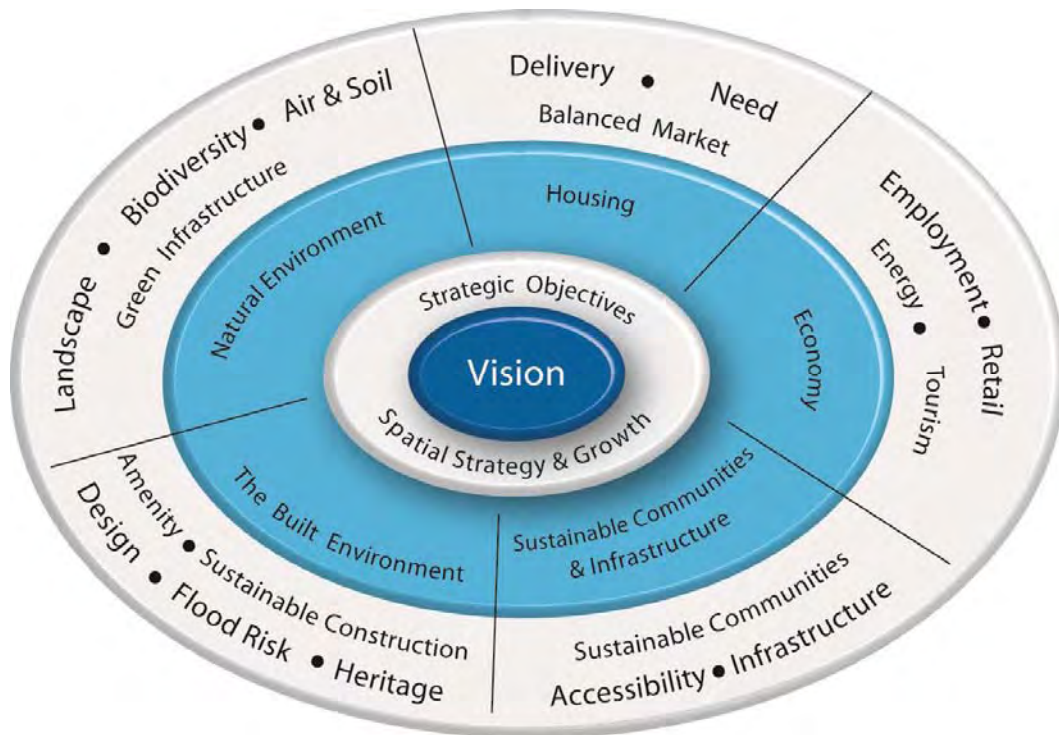 Delivery • Need
Balanced Market
Housing
Landscape • Biodiversity • Air & Soil
Green Infrastructure
Natural Environment
Employment • Retail
Energy • Tourism
Economy
Strategic Objectives
Vision
Spatial Strategy & Growth
The Built Environment
Amenity • Sustainable Construction
Design • Flood Risk • Heritage
Sustainable Communities
& Infrastructure
Sustainable Communities
Accessibility • Infrastructure